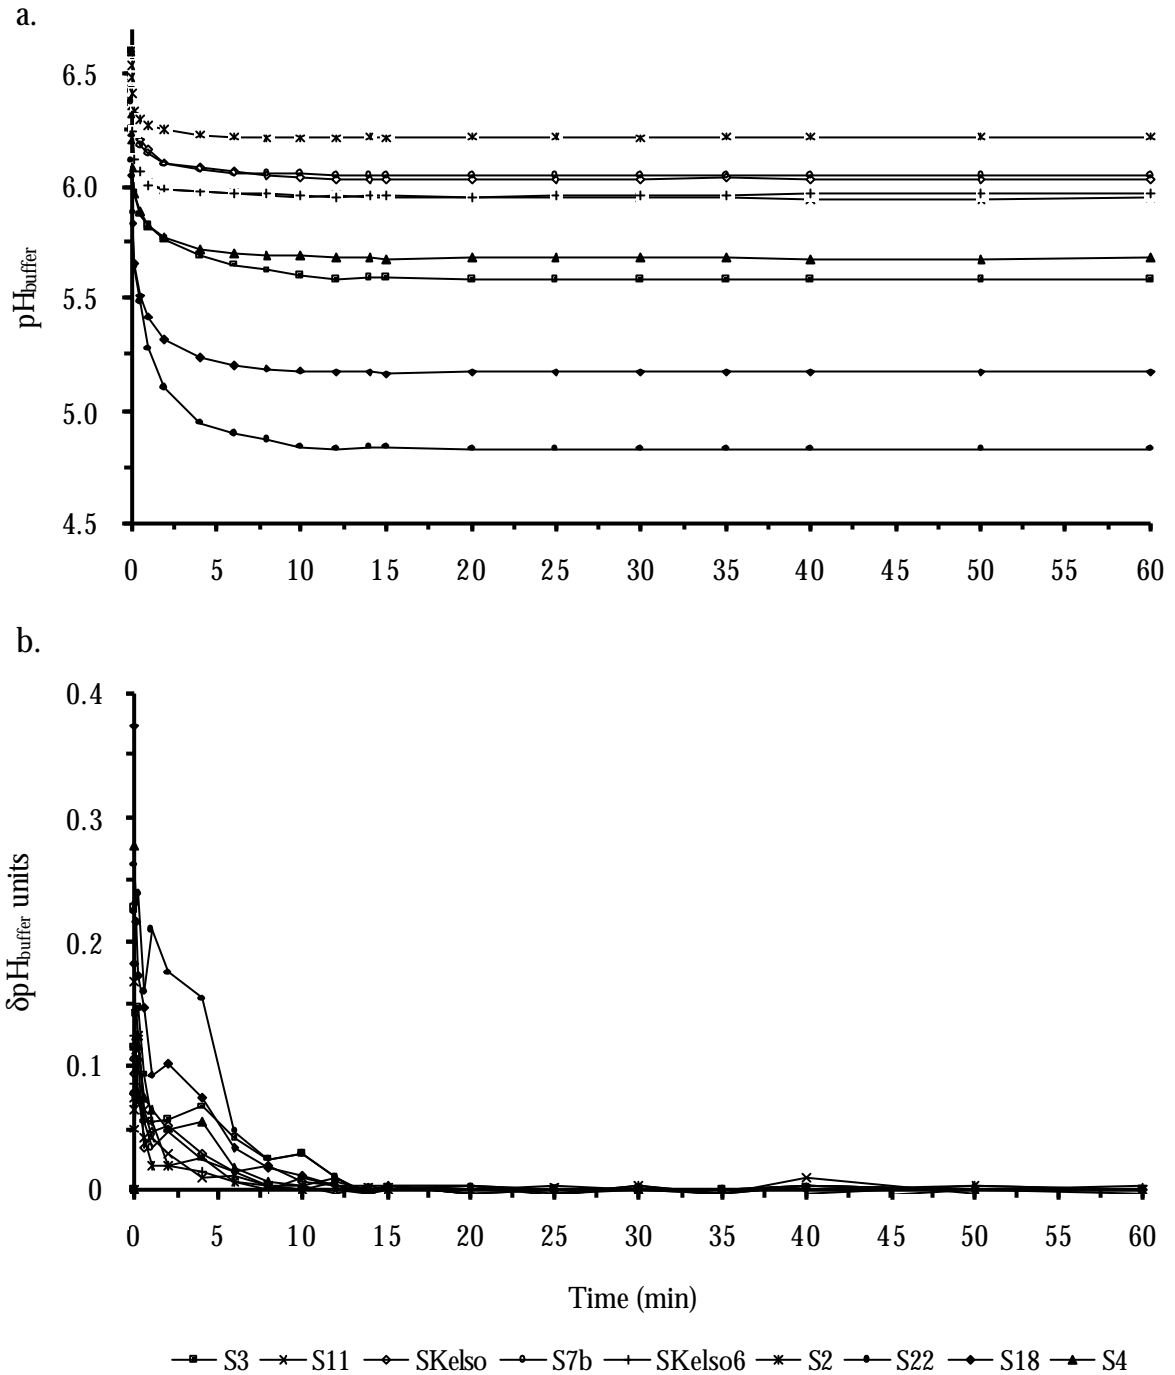 a.
6.5
6.0
5.5
5.0
4.5
pHbuffer
0 5 10 15 20 25 30 35 40 45 50 55 60
b.
0.4
0.3
0.2
0.1
0
δpHbuffer units
0 5 10 15 20 25 30 35 40 45 50 55 60
Time (min)
S3 S11 SKelso S7b SKelso6 S2 S22 S18 S4